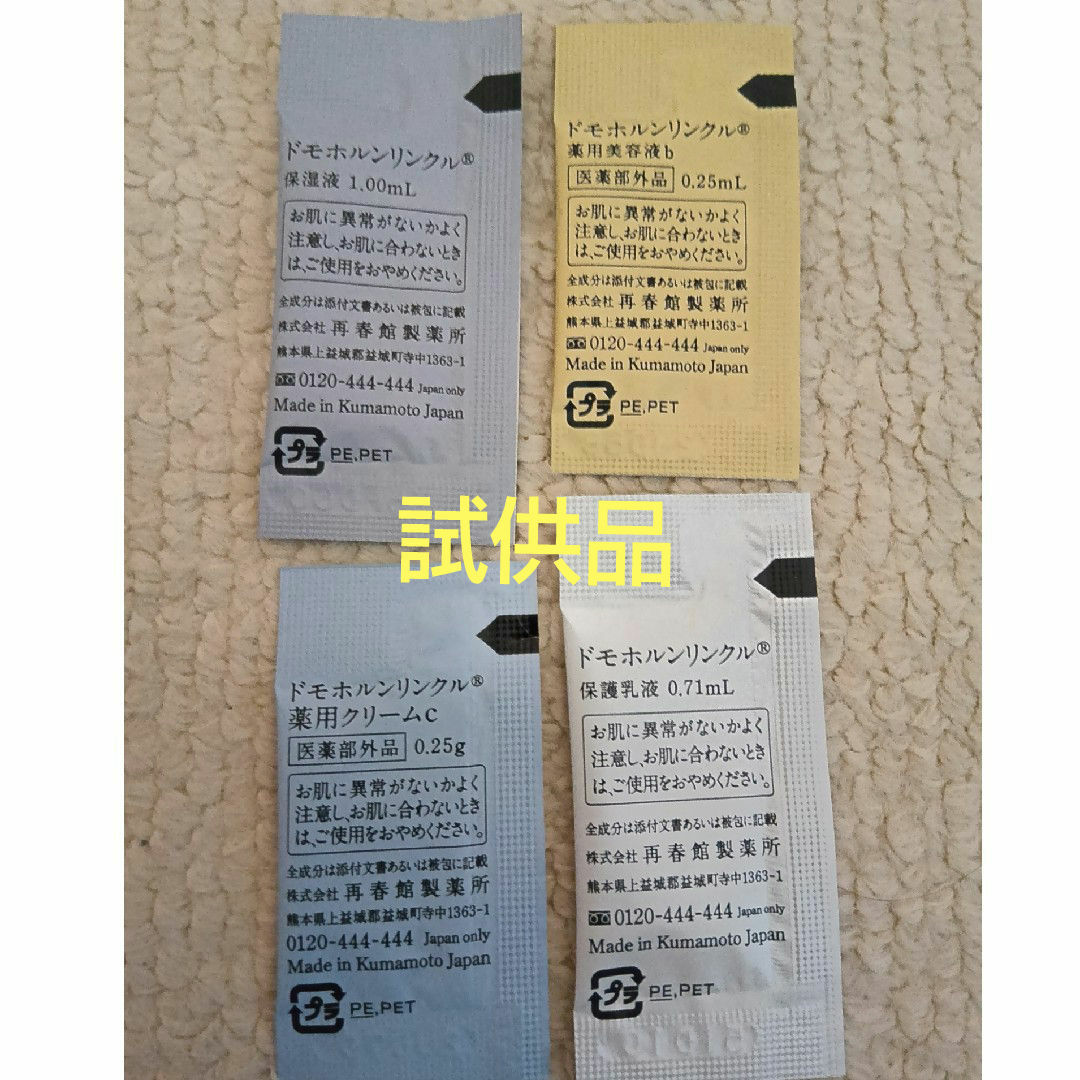 ドモホルンリンクル®
保湿液 1.00mL
お肌に異常がないかよく
注意し、お肌に合わないとき
は、ご使用をおやめください。
全成分は添付文書あるいは被包に記載
株式会社 再春館製薬所
熊本県上益城郡益城町寺中1363-1
0120-444-444 Japan only
Made in Kumamoto Japan
プラ PE,PET
ドモホルンリンクル®
薬用美容液b
医薬部外品 0.25mL
お肌に異常がないかよく
注意し、お肌に合わないとき
は、ご使用をおやめください。
全成分は添付文書あるいは被包に記載
株式会社 再春館製薬所
熊本県上益城郡益城町寺中1363-1
0120-444-444 Japan only
Made in Kumamoto Japan
プラ PE,PET
試供品
ドモホルンリンクル®
薬用クリームc
医薬部外品 0.25g
お肌に異常がないかよく
注意し、お肌に合わないとき
は、ご使用をおやめください。
全成分は添付文書あるいは被包に記載
株式会社 再春館製薬所
熊本県上益城郡益城町寺中1363-1
0120-444-444 Japan only
Made in Kumamoto Japan
プラ PE,PET
ドモホルンリンクル®
保護乳液 0.71mL
お肌に異常がないかよく
注意し、お肌に合わないとき
は、ご使用をおやめください。
全成分は添付文書あるいは被包に記載
株式会社 再春館製薬所
熊本県上益城郡益城町寺中1363-1
0120-444-444 Japan only
Made in Kumamoto Japan
プラ PE,PET